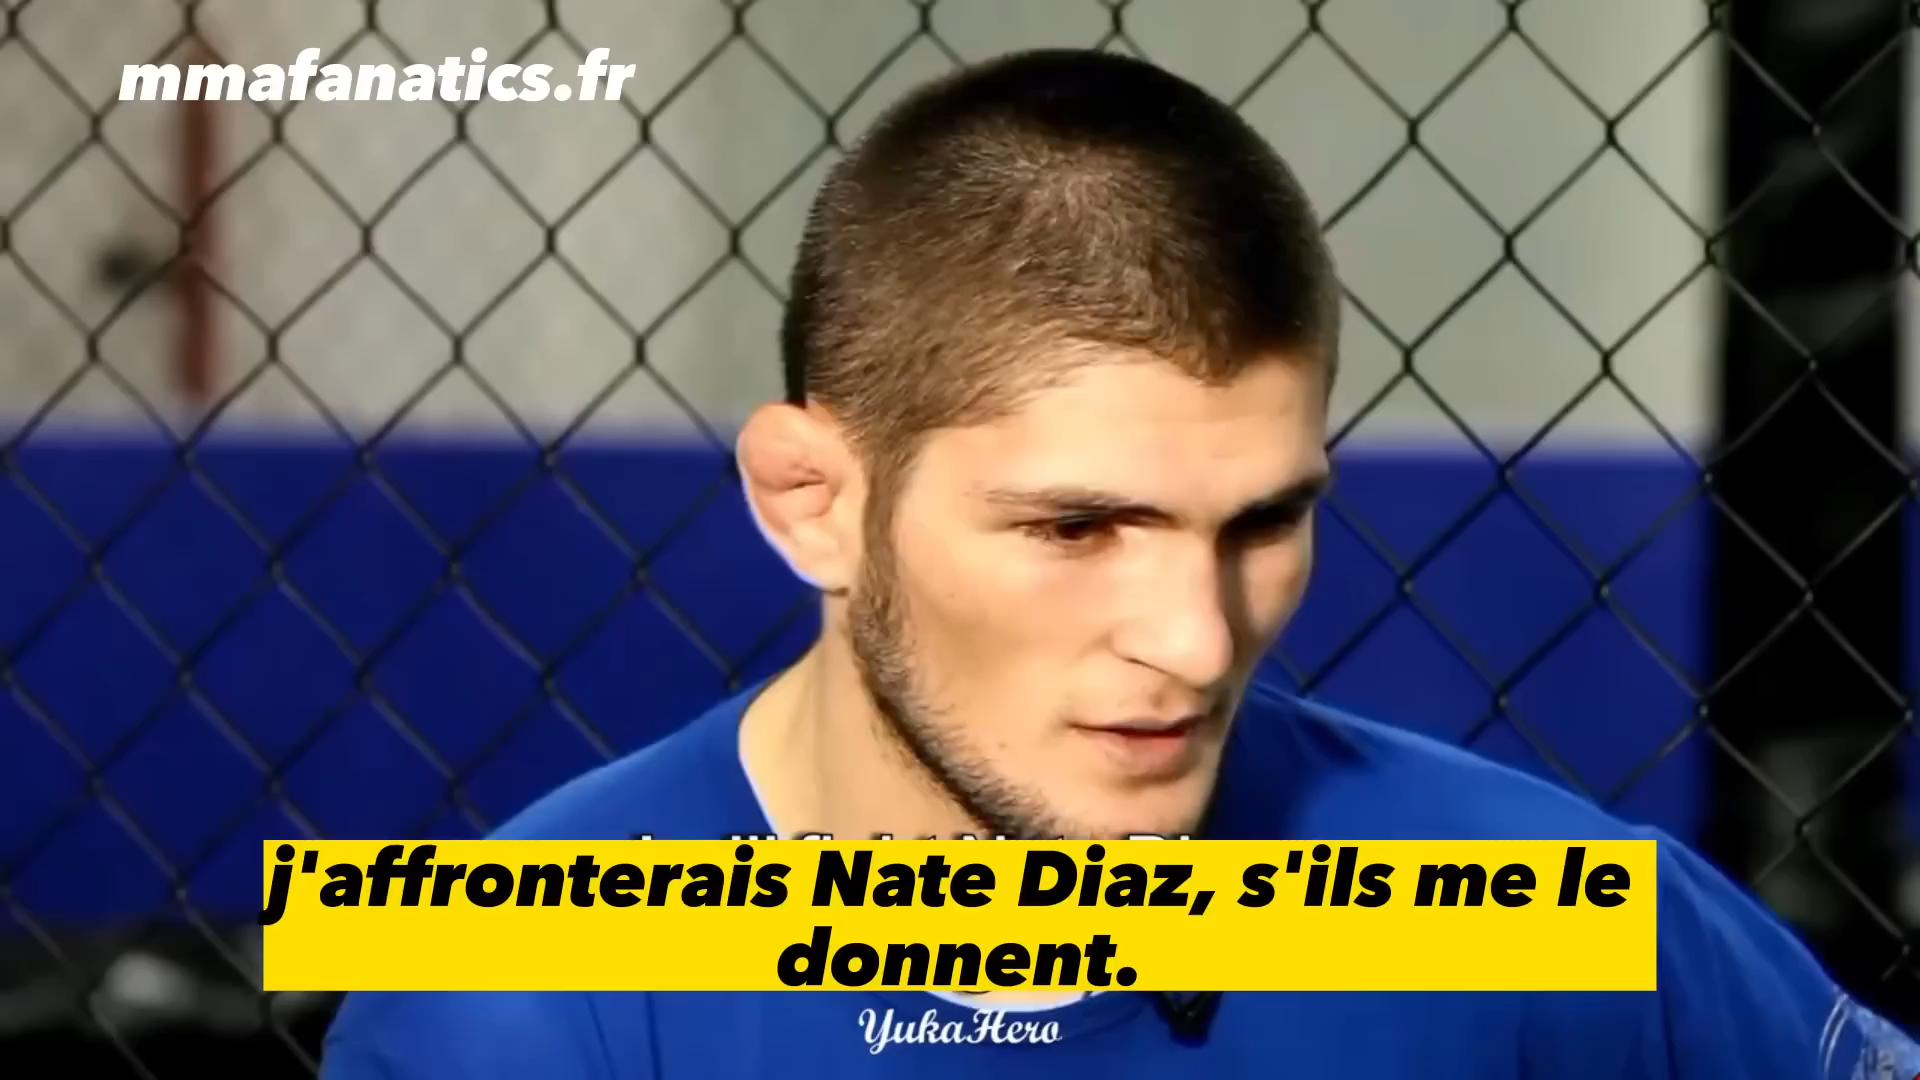 mmafanatics.fr
j'affronterais Nate Diaz, s'ils me le
donnent.
YukaHero